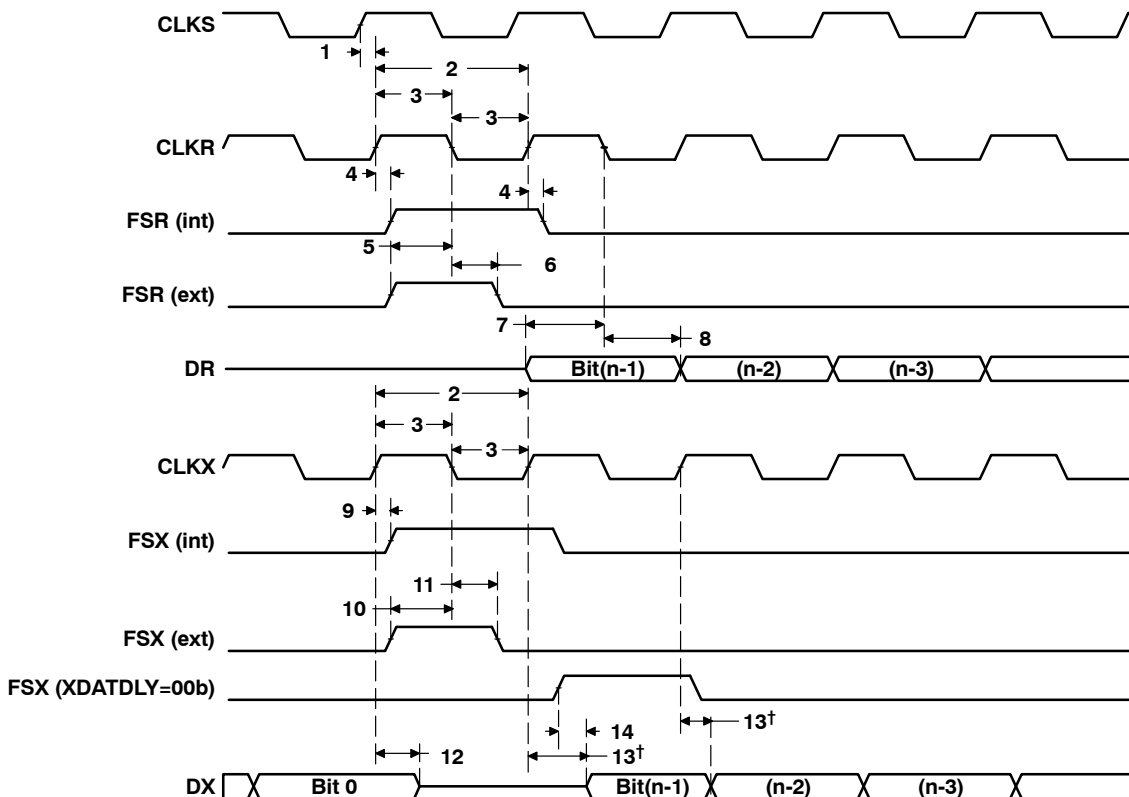 CLKS
1
2
3
3
CLKR
4
4
FSR (int)
5
6
FSR (ext)
7
8
DR Bit(n-1) (n-2) (n-3)
2
3
3
CLKX
9
FSX (int)
11
10
FSX (ext)
FSX (XDATDLY=00b)
13†
14
12
13†
DX Bit 0 Bit(n-1) (n-2) (n-3)